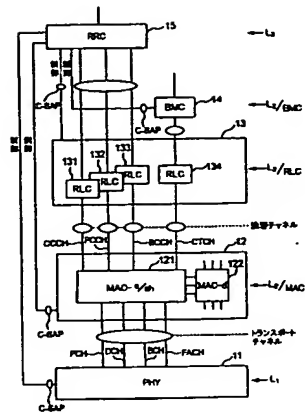 RRC
15
L3
C-SAP
BMC
14
L2/BMC
C-SAP
13
131
132
133
RLC
RLC
RLC
RLC
134
L2/RLC
論理チャネル
CCCH
PCCH
BCCH
CTCH
12
121
122
MAC-c/sh
MAC-d
L2/MAC
C-SAP
トランスポート
チャネル
PCH
DCH
BCH
FACH
11
C-SAP
PHY
L1